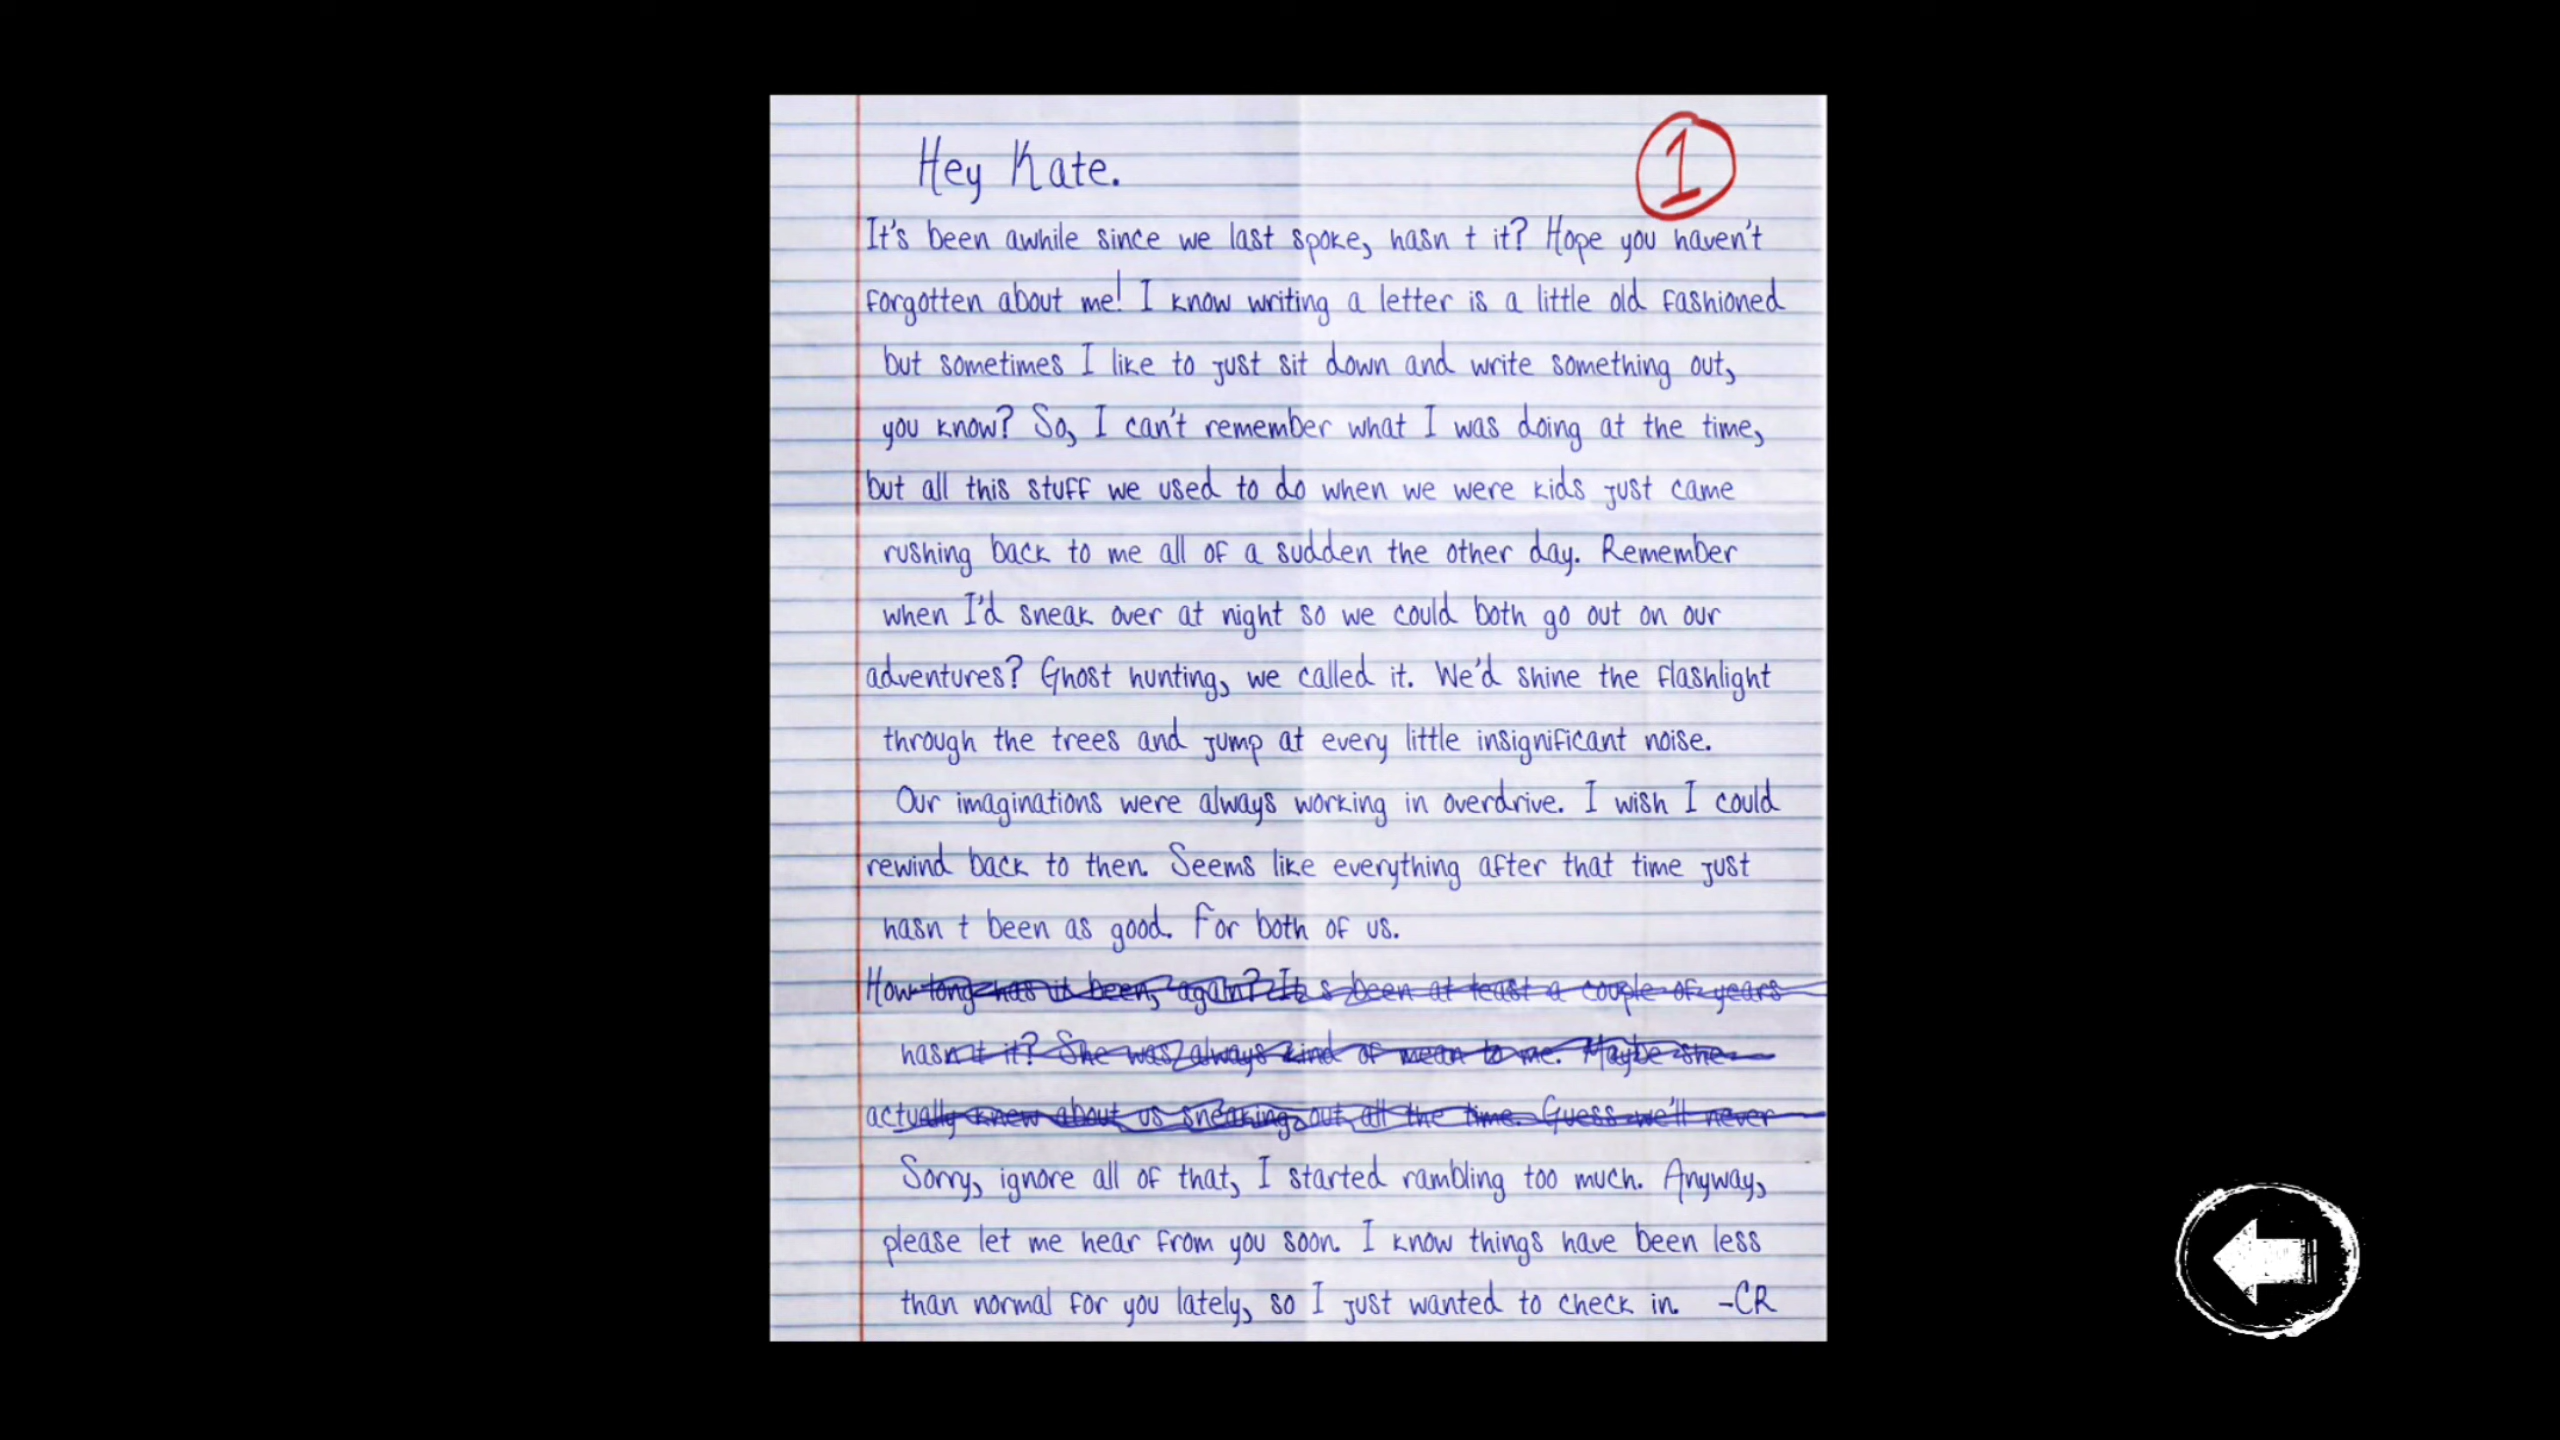 Hey Kate.
1
It's been awhile since we last spoke, hasn t it? Hope you haven't
forgotten about me! I know writing a letter is a little old fashioned
but sometimes I like to just sit down and write something out,
you know? So, I can't remember what I was doing at the time,
but all this stuff we used to do when we were kids just came
rushing back to me all of a sudden the other day. Remember
when I'd sneak over at night so we could both go out on our
adventures? Ghost hunting, we called it. We'd shine the flashlight
through the trees and jump at every little insignificant noise.
Our imaginations were always working in overdrive. I wish I could
rewind back to then. Seems like everything after that time just
hasn t been as good. For both of us.
How long has it been, again? It s been at least a couple of years
hasn t it? She was always kind of mean to me. Maybe she
actually knew about us sneaking out all the time. Guess we'll never
Sorry, ignore all of that, I started rambling too much. Anyway,
please let me hear from you soon. I know things have been less
than normal for you lately, so I just wanted to check in. -CR